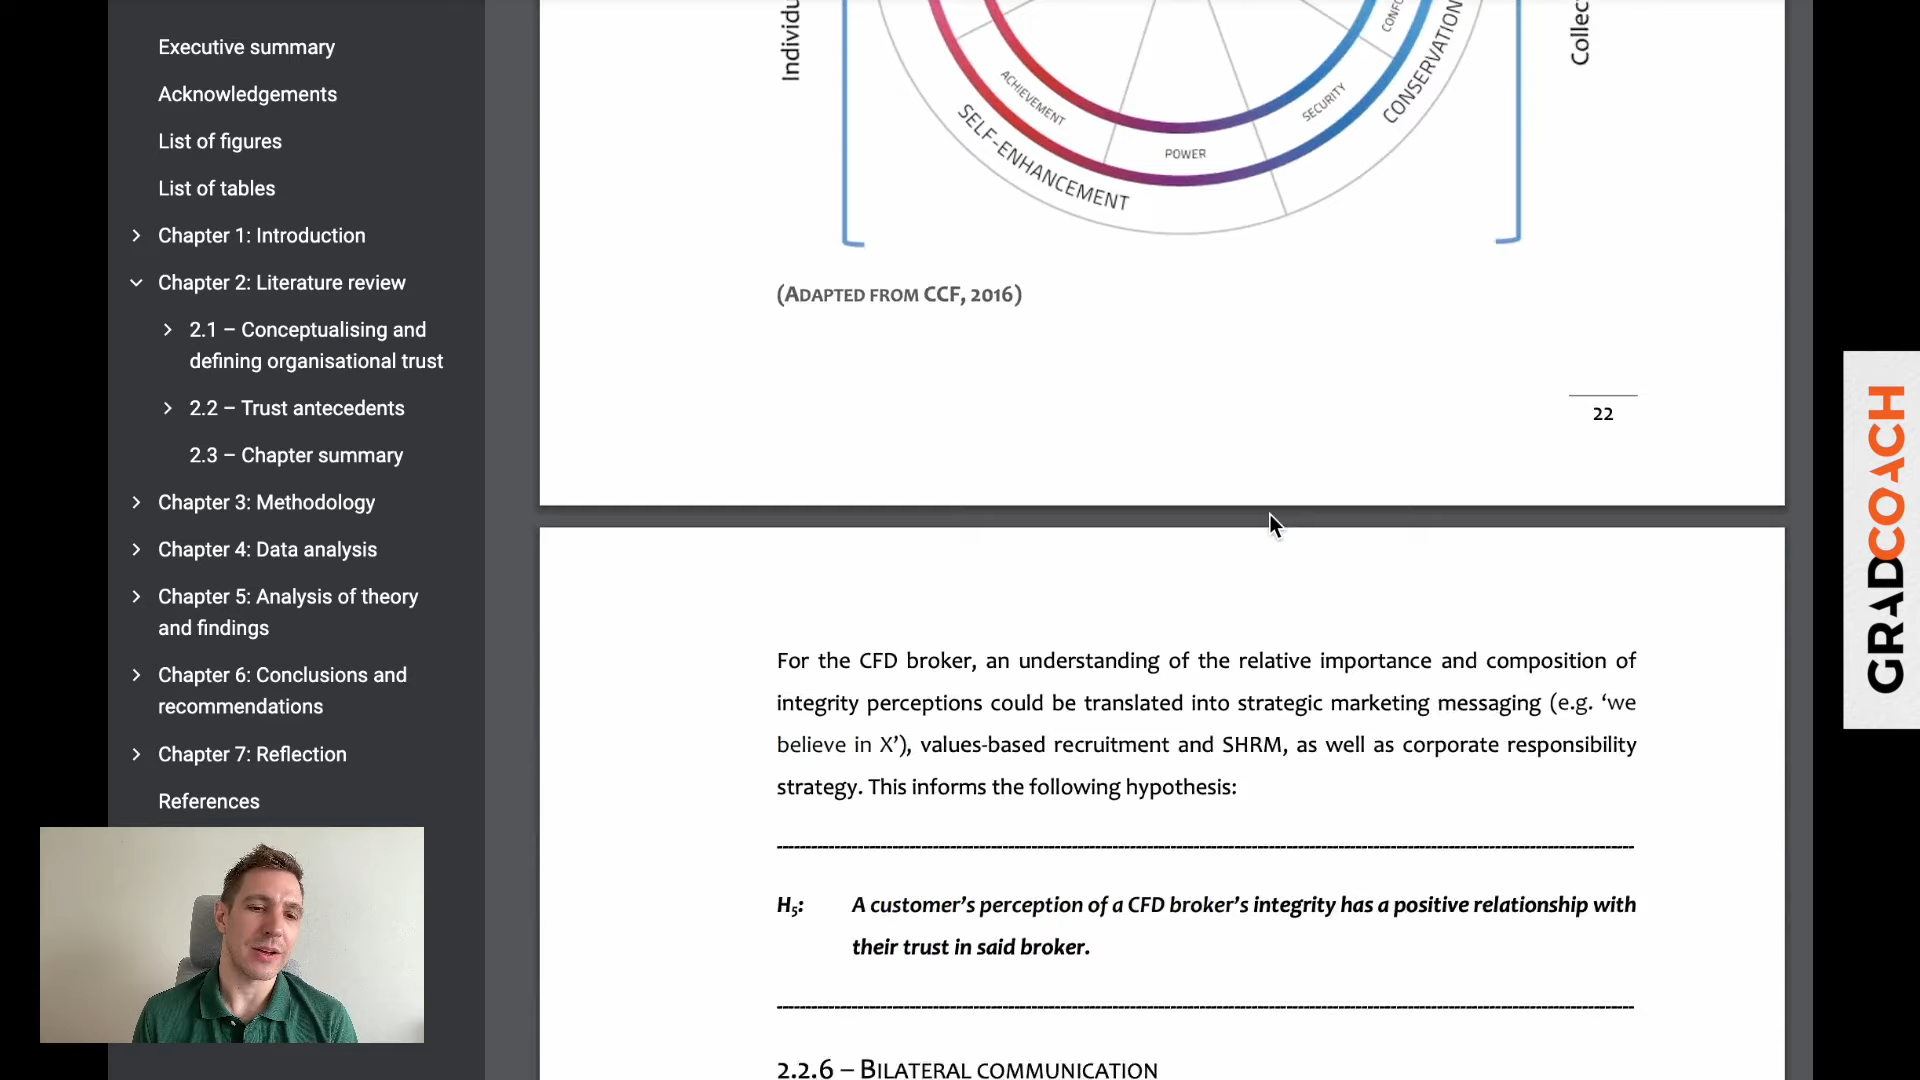 Executive summary
Acknowledgements
List of figures
List of tables
Chapter 1: Introduction
Chapter 2: Literature review
2.1 – Conceptualising and
defining organisational trust
2.2 – Trust antecedents
2.3 – Chapter summary
Chapter 3: Methodology
Chapter 4: Data analysis
Chapter 5: Analysis of theory
and findings
Chapter 6: Conclusions and
recommendations
Chapter 7: Reflection
References
ACHIEVEMENT
SELF-ENHANCEMENT
POWER
SECURITY
CONSERVATION
(ADAPTED FROM CCF, 2016)
22
For the CFD broker, an understanding of the relative importance and composition of
integrity perceptions could be translated into strategic marketing messaging (e.g. ‘we
believe in X’), values-based recruitment and SHRM, as well as corporate responsibility
strategy. This informs the following hypothesis:
H5: A customer’s perception of a CFD broker’s integrity has a positive relationship with
their trust in said broker.
2.2.6 – BILATERAL COMMUNICATION
GRADCOACH